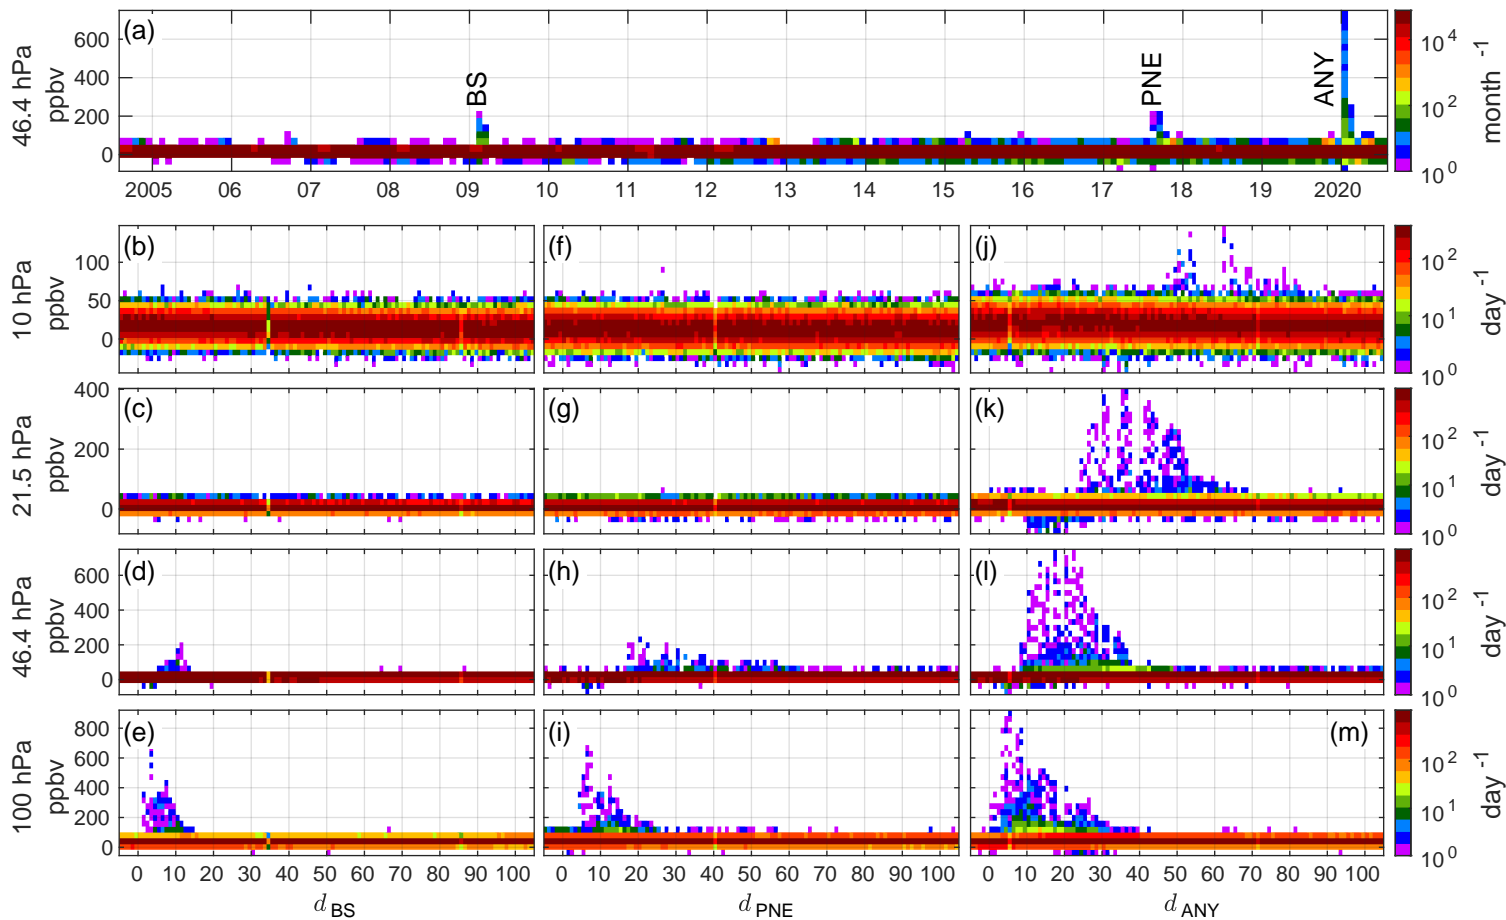 (a)
46.4 hPa
ppbv
600
400
200
0
BS
PNE
ANY
2005 06 07 08 09 10 11 12 13 14 15 16 17 18 19 2020
10^4
10^2
10^0
month^-1
(b) (f) (j)
10 hPa
ppbv
100
50
0
10^2
10^1
10^0
day^-1
(c) (g) (k)
21.5 hPa
ppbv
400
200
0
10^2
10^1
10^0
day^-1
(d) (h) (l)
46.4 hPa
ppbv
600
400
200
0
10^2
10^1
10^0
day^-1
(e) (i) (m)
100 hPa
ppbv
800
600
400
200
0
10^2
10^1
10^0
day^-1
0 10 20 30 40 50 60 70 80 90 100 0 10 20 30 40 50 60 70 80 90 100 0 10 20 30 40 50 60 70 80 90 100
d BS d PNE d ANY